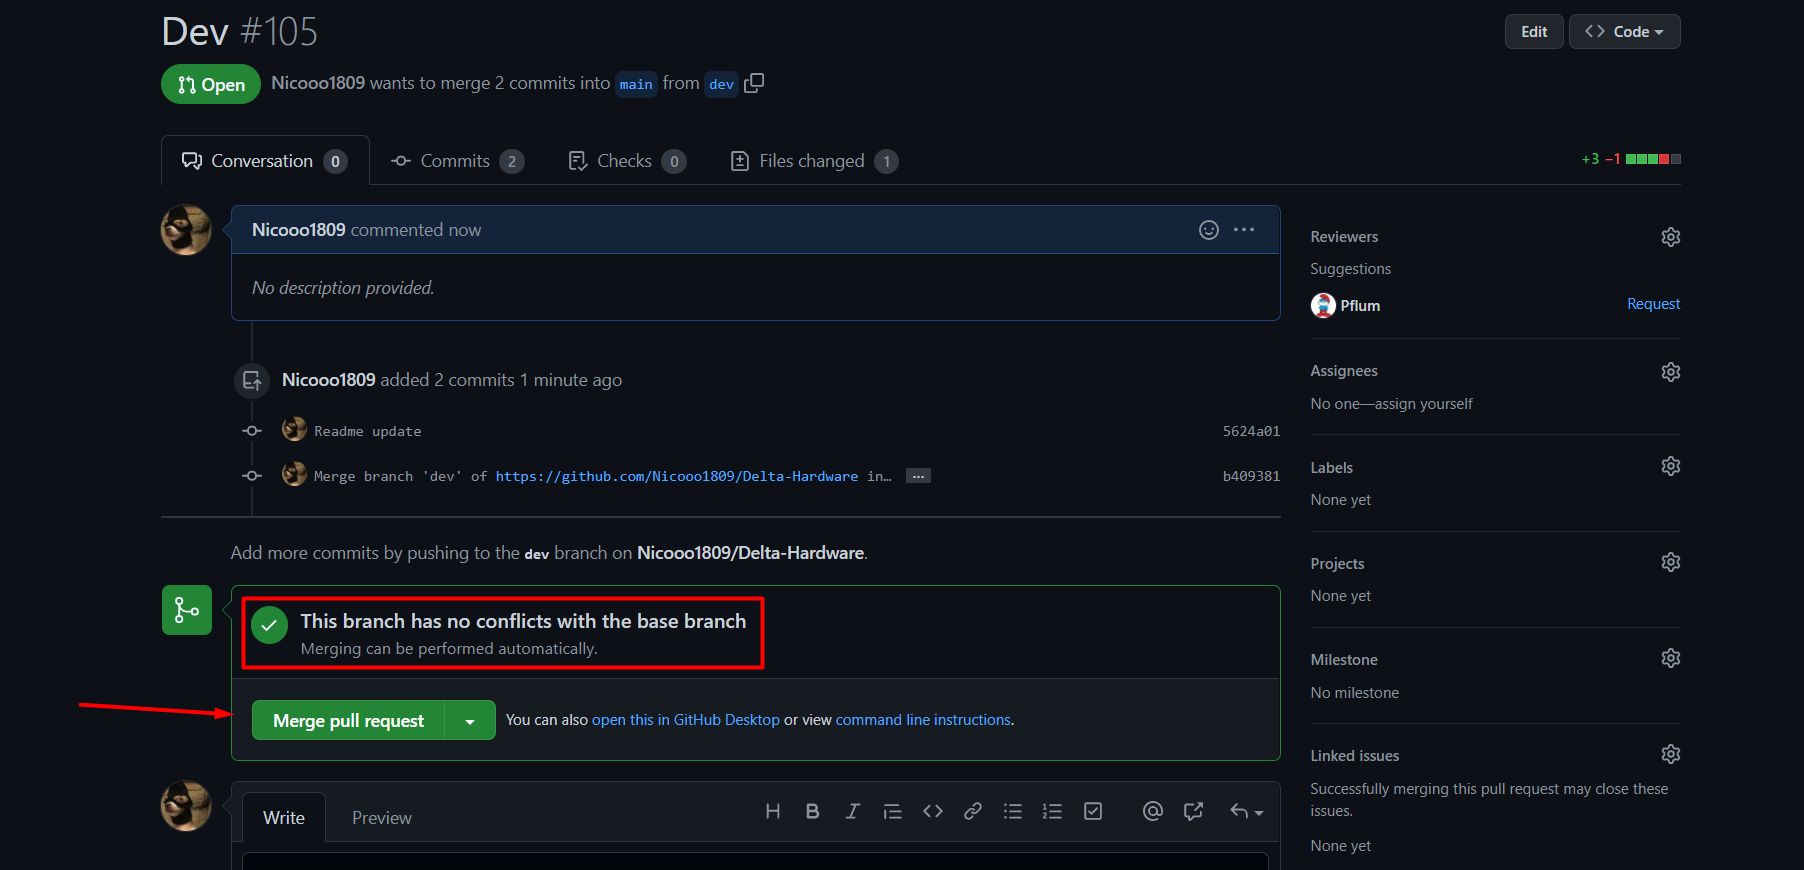 Dev #105
Edit
Code
Open
Nicooo1809 wants to merge 2 commits into main from dev
Conversation 0
Commits 2
Checks 0
Files changed 1
+3 −1
Nicooo1809 commented now
No description provided.
Nicooo1809 added 2 commits 1 minute ago
Readme update 5624a01
Merge branch 'dev' of https://github.com/Nicooo1809/Delta-Hardware in… ... b409381
Add more commits by pushing to the dev branch on Nicooo1809/Delta-Hardware.
This branch has no conflicts with the base branch
Merging can be performed automatically.
Merge pull request
You can also open this in GitHub Desktop or view command line instructions.
Write
Preview
Reviewers
Suggestions
Pflum Request
Assignees
No one—assign yourself
Labels
None yet
Projects
None yet
Milestone
No milestone
Linked issues
Successfully merging this pull request may close these
issues.
None yet